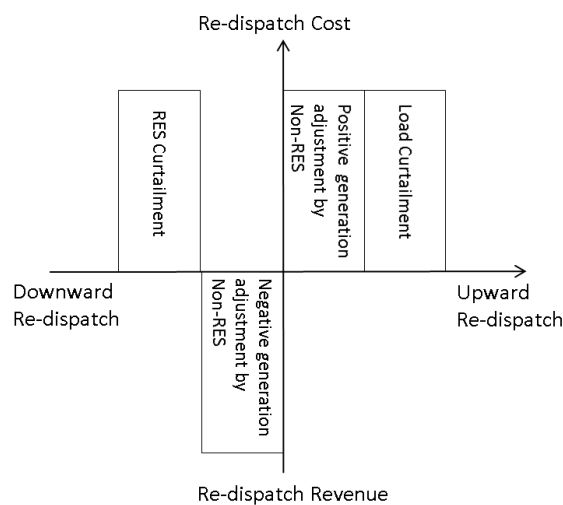 Re-dispatch Cost
RES Curtailment
Positive generation
adjustment by
Non-RES
Load Curtailment
Downward
Re-dispatch
Negative generation
adjustment by
Non-RES
Upward
Re-dispatch
Re-dispatch Revenue